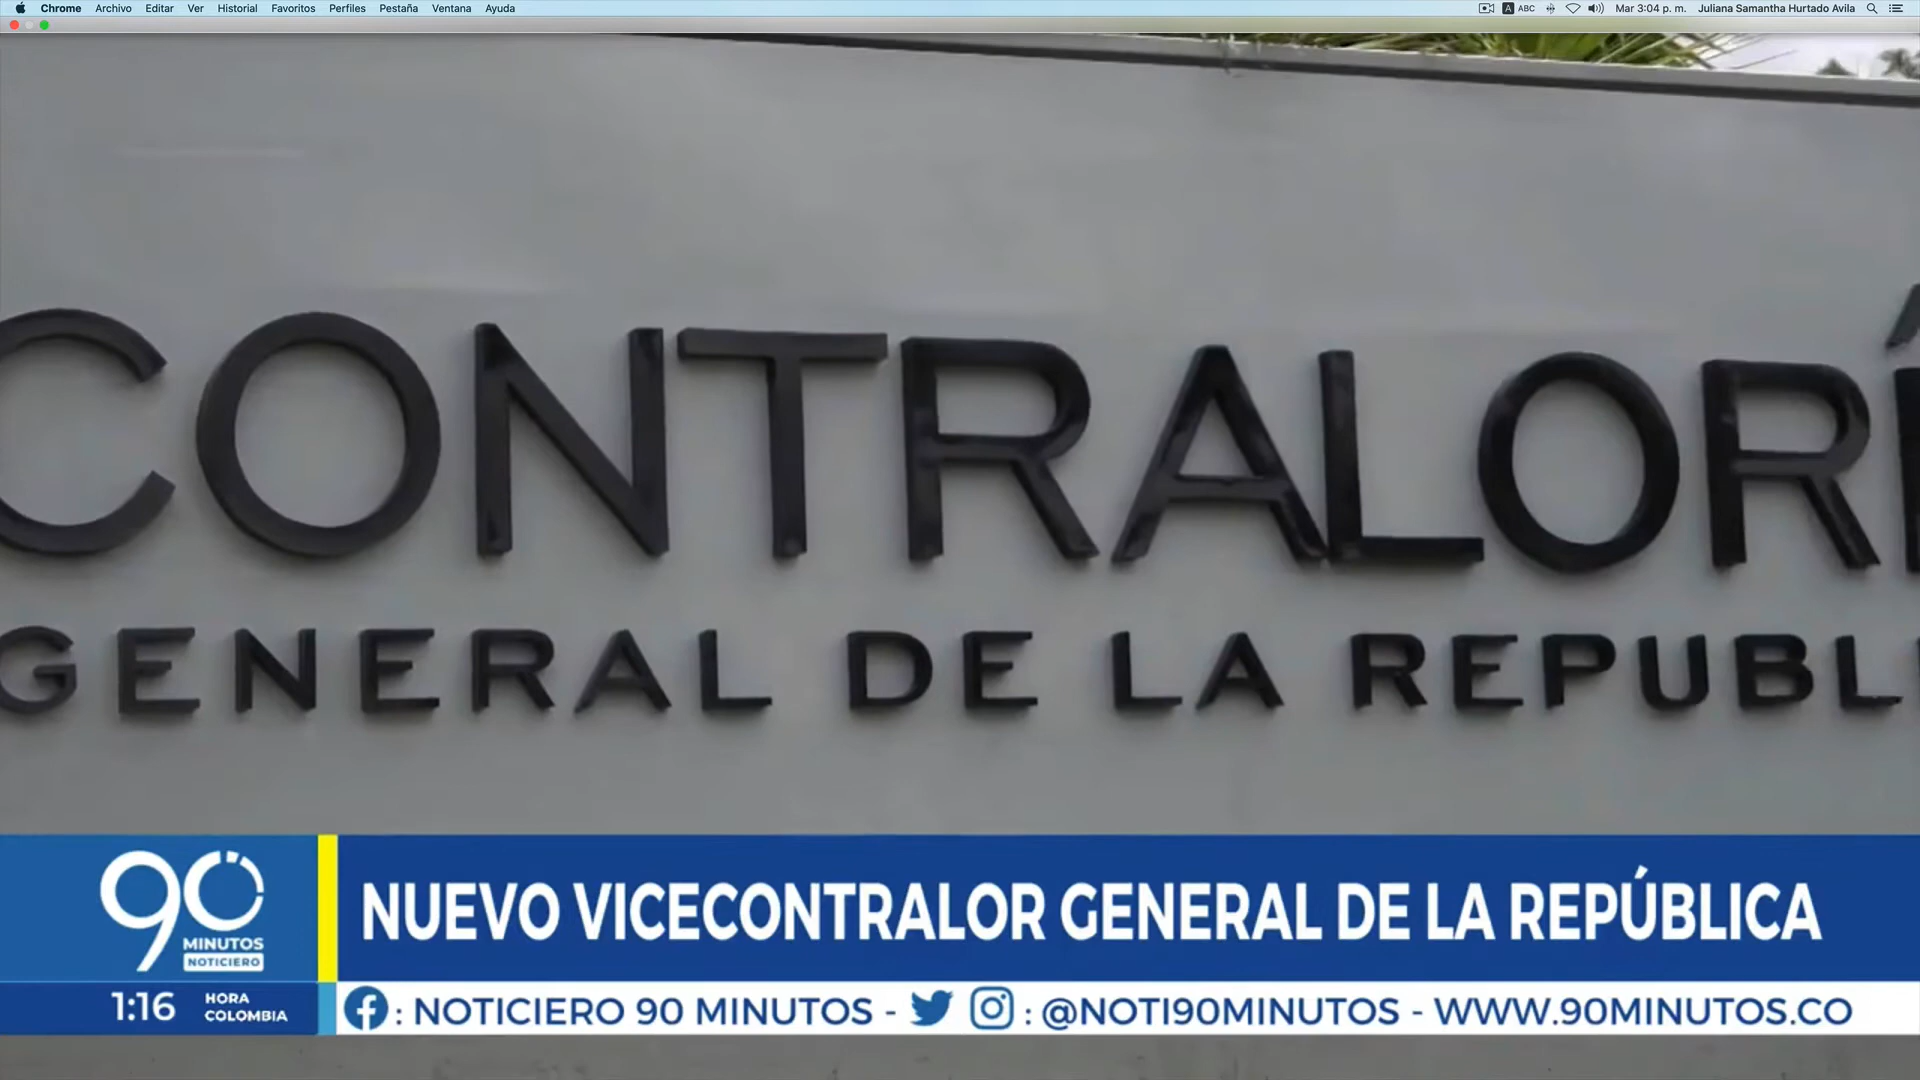 Chrome Archivo Editar Ver Historial Favoritos Perfiles Pestaña Ventana Ayuda
A ABC Mar 3:04 p. m. Juliana Samantha Hurtado Avila
CONTRALORÍ
GENERAL DE LA REPUBL
90
MINUTOS
NOTICIERO
NUEVO VICECONTRALOR GENERAL DE LA REPÚBLICA
1:16 HORA
COLOMBIA
: NOTICIERO 90 MINUTOS - : @NOTI90MINUTOS - WWW.90MINUTOS.CO